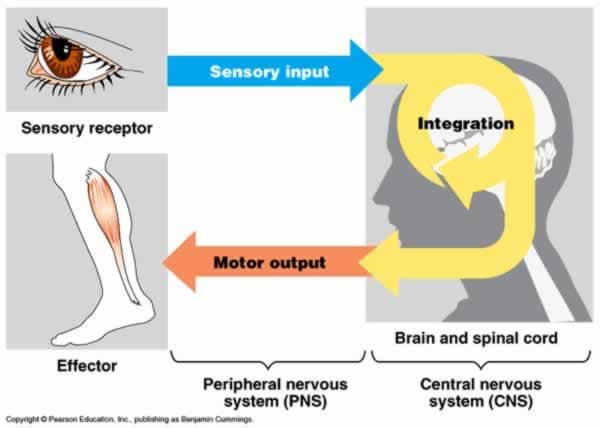 Sensory input
Sensory receptor
Integration
Motor output
Brain and spinal cord
Effector
Peripheral nervous
system (PNS)
Central nervous
system (CNS)
Copyright © Pearson Education, Inc., publishing as Benjamin Cummings.